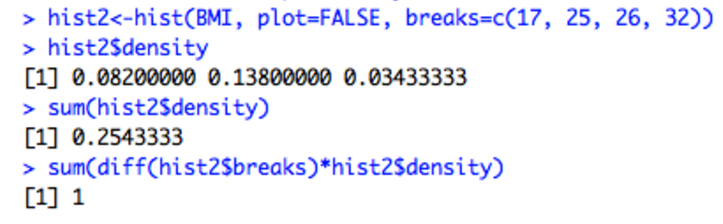 > hist2<-hist(BMI, plot=FALSE, breaks=c(17, 25, 26, 32))
> hist2$density
[1] 0.08200000 0.13800000 0.03433333
> sum(hist2$density)
[1] 0.2543333
> sum(diff(hist2$breaks)*hist2$density)
[1] 1